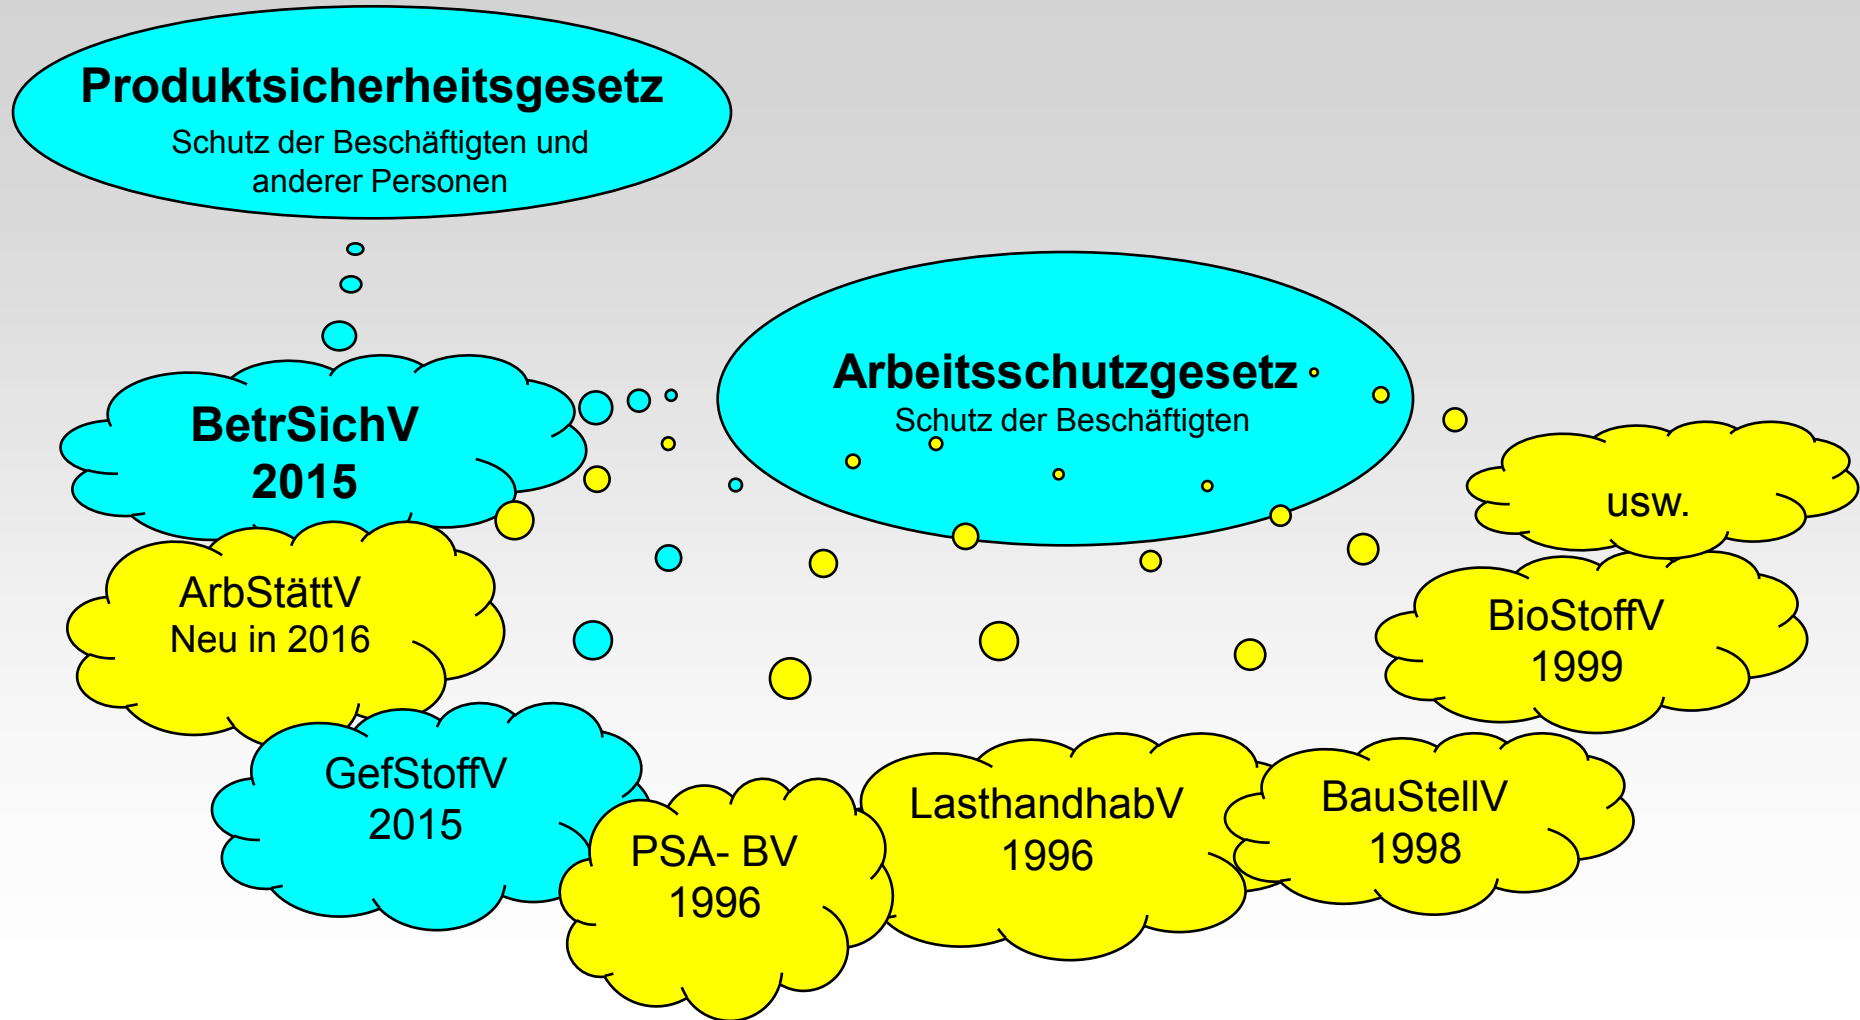 Produktsicherheitsgesetz
Schutz der Beschäftigten und
anderer Personen
Arbeitsschutzgesetz
Schutz der Beschäftigten
BetrSichV
2015
ArbStättV
Neu in 2016
GefStoffV
2015
PSA- BV
1996
LasthandhabV
1996
BauStellV
1998
BioStoffV
1999
usw.